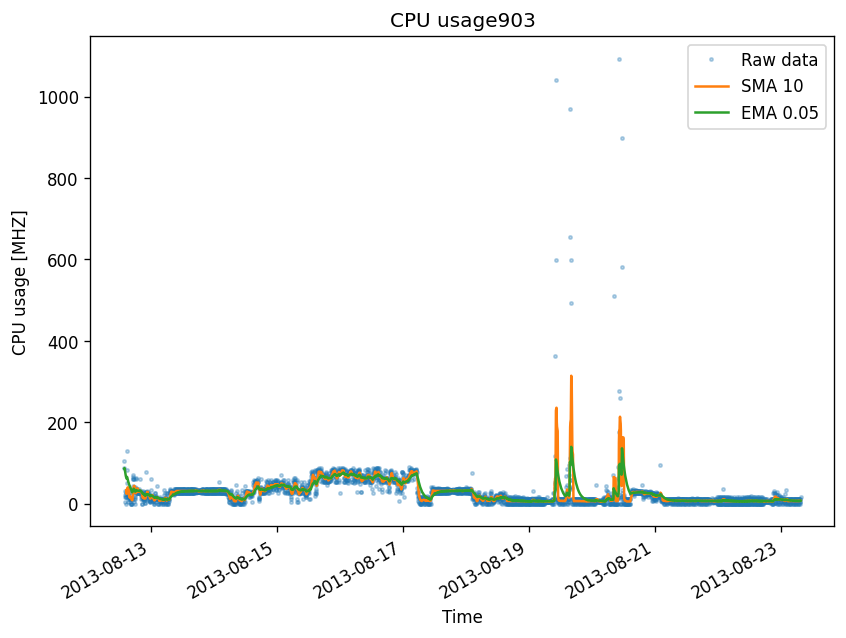 CPU usage903
Raw data
SMA 10
EMA 0.05
CPU usage [MHZ]
1000
800
600
400
200
0
2013-08-13
2013-08-15
2013-08-17
2013-08-19
2013-08-21
2013-08-23
Time